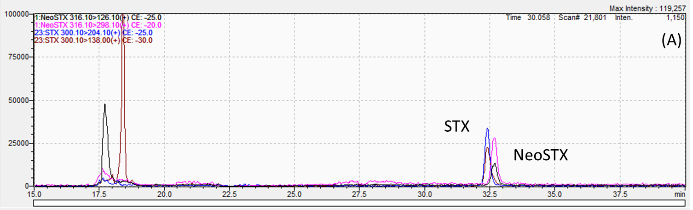 Max Intensity : 119,257
Time 30.058 Scan# 21,801 Inten. 1,150
1:NeoSTX 316.10>126.10(+) CE: -25.0
1:NeoSTX 316.10>298.10(+) CE: -20.0
23:STX 300.10>204.10(+) CE: -25.0
23:STX 300.10>138.00(+) CE: -30.0
(A)
100000
75000
50000
25000
0
STX
NeoSTX
15.0 17.5 20.0 22.5 25.0 27.5 30.0 32.5 35.0 37.5 min